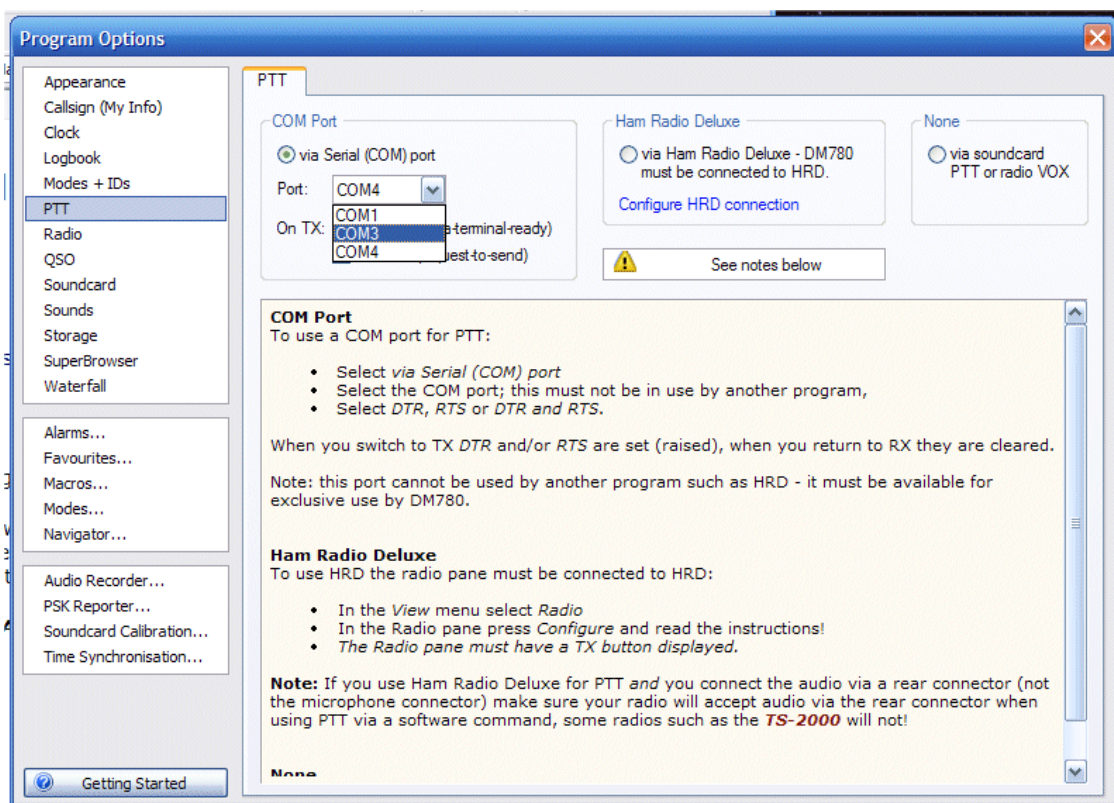 Program Options
Appearance
Callsign (My Info)
Clock
Logbook
Modes + IDs
PTT
Radio
QSO
Soundcard
Sounds
Storage
SuperBrowser
Waterfall
Alarms...
Favourites...
Macros...
Modes...
Navigator...
Audio Recorder...
PSK Reporter...
Soundcard Calibration...
Time Synchronisation...
Getting Started
PTT
COM Port
via Serial (COM) port
Port: COM4
COM1
On TX: COM3 a-terminal-ready)
COM4 uest-to-send)
Ham Radio Deluxe
via Ham Radio Deluxe - DM780
must be connected to HRD.
Configure HRD connection
None
via soundcard
PTT or radio VOX
See notes below
COM Port
To use a COM port for PTT:
• Select via Serial (COM) port
• Select the COM port; this must not be in use by another program,
• Select DTR, RTS or DTR and RTS.
When you switch to TX DTR and/or RTS are set (raised), when you return to RX they are cleared.
Note: this port cannot be used by another program such as HRD - it must be available for
exclusive use by DM780.
Ham Radio Deluxe
To use HRD the radio pane must be connected to HRD:
• In the View menu select Radio
• In the Radio pane press Configure and read the instructions!
• The Radio pane must have a TX button displayed.
Note: If you use Ham Radio Deluxe for PTT and you connect the audio via a rear connector (not
the microphone connector) make sure your radio will accept audio via the rear connector when
using PTT via a software command, some radios such as the TS-2000 will not!
None